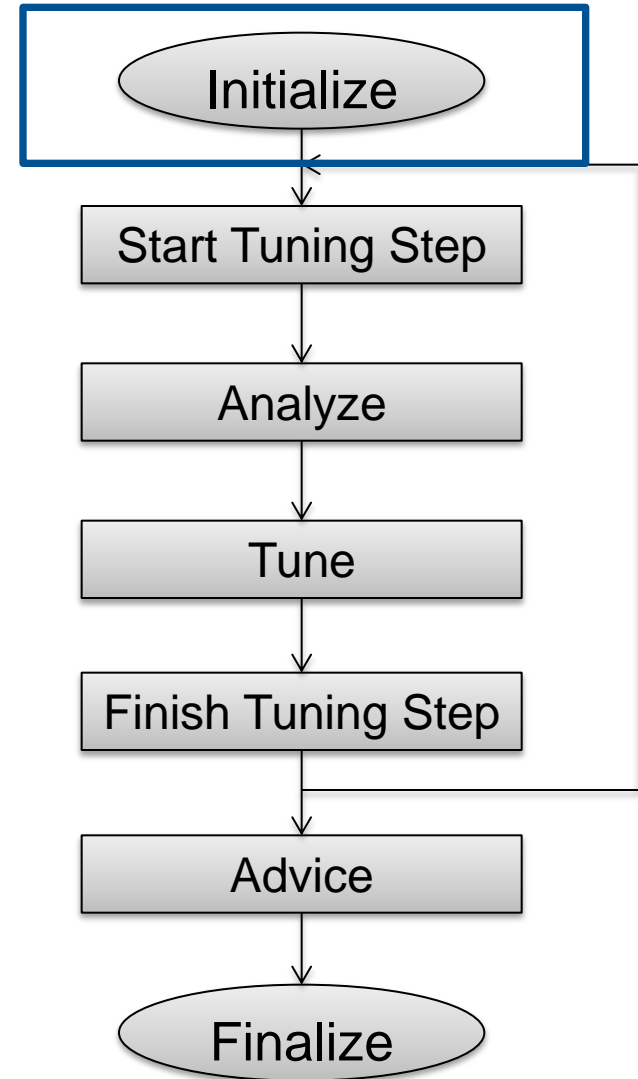 Initialize
Start Tuning Step
Analyze
Tune
Finish Tuning Step
Advice
Finalize